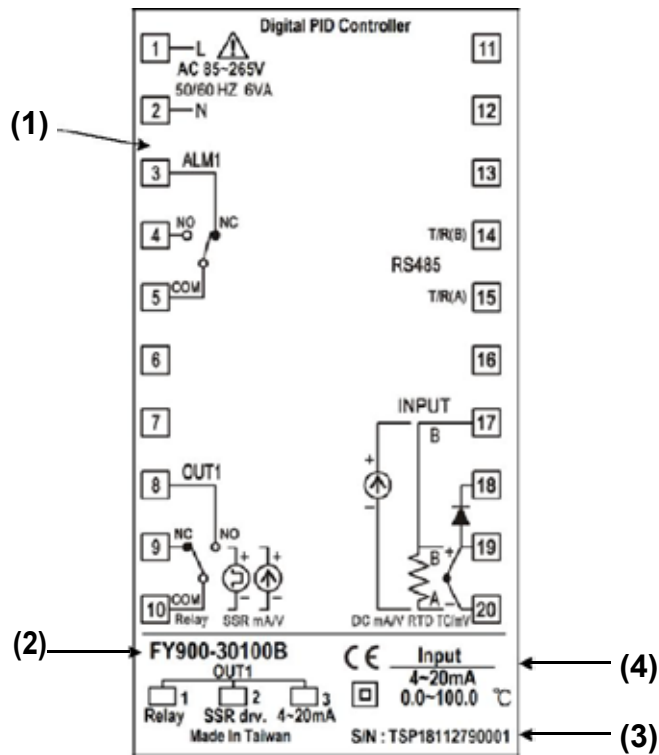 Digital PID Controller
1 L
AC 85~265V
50/60 HZ 6VA
2 N
(1)
3 ALM1
4 NO NC
5 COM
6
7
8 OUT1
9 NC NO
10 COM Relay
+ +
- -
SSR mA/V
11
12
13
T/R(B) 14
RS485
T/R(A) 15
16
INPUT 17
B
+
-
18
B + 19
A - 20
DC mA/V RTD TC/mV
(2)
FY900-30100B
OUT1
1 2 3
Relay SSR drv. 4~20mA
Made In Taiwan
CE Input
4~20mA
0.0~100.0 ℃
(4)
S/N : TSP18112790001
(3)